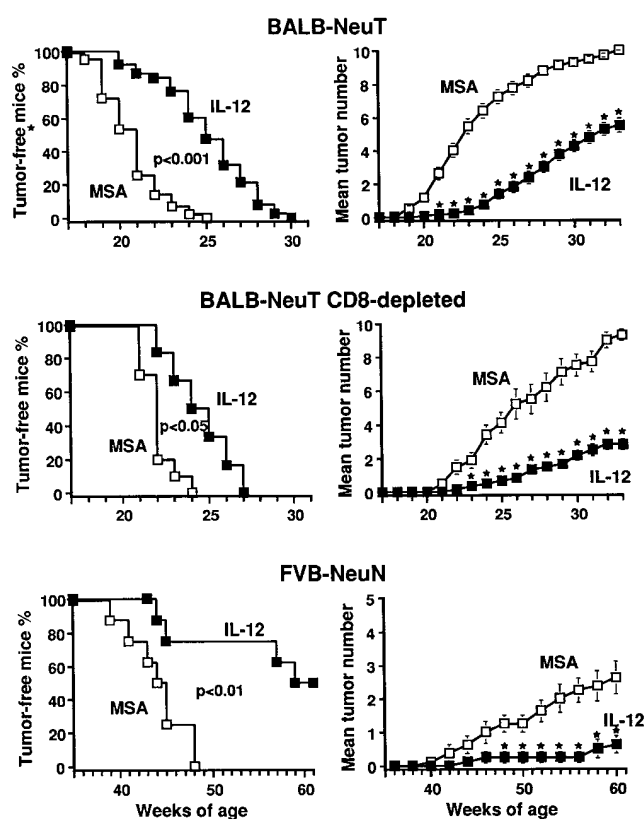 BALB-NeuT
Tumor-free* mice %
100
80
60
40
20
0
20
25
30
MSA
IL-12
p<0.001
Mean tumor number
10
8
6
4
2
0
20
25
30
MSA
IL-12
* * * * * * * * * * * * *
BALB-NeuT CD8-depleted
Tumor-free mice %
100
80
60
40
20
0
20
25
30
MSA
IL-12
p<0.05
Mean tumor number
10
8
6
4
2
0
20
25
30
MSA
IL-12
* * * * * * * * * * *
FVB-NeuN
Tumor-free mice %
100
80
60
40
20
0
40
50
60
Weeks of age
MSA
IL-12
p<0.01
Mean tumor number
5
4
3
2
1
0
40
50
60
Weeks of age
MSA
IL-12
* * * * * * *